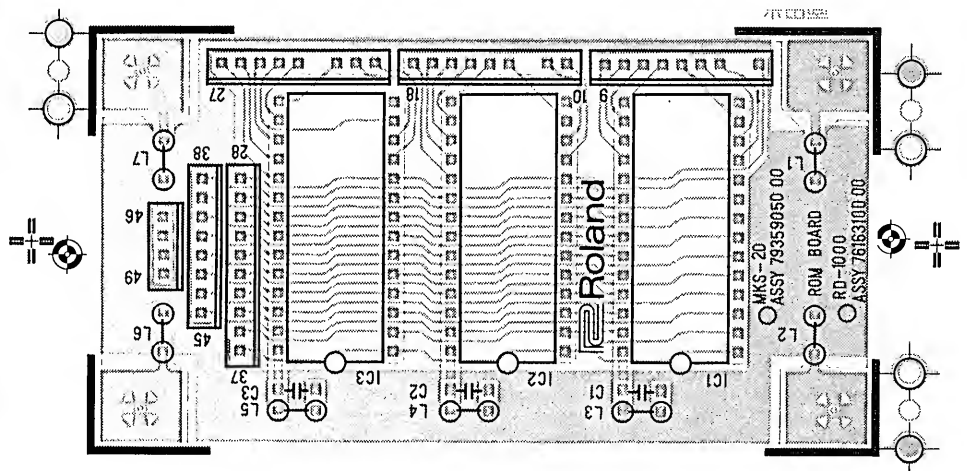 27
18
10
9
1
L7
38
28
L1
46
49
Roland
MKS-20
ASSY 79359050 00
ROM BOARD
RD-1000
ASSY 76163100 00
L6
45
37
L2
IC3
IC2
IC1
C3
C2
C1
L5
L4
L3